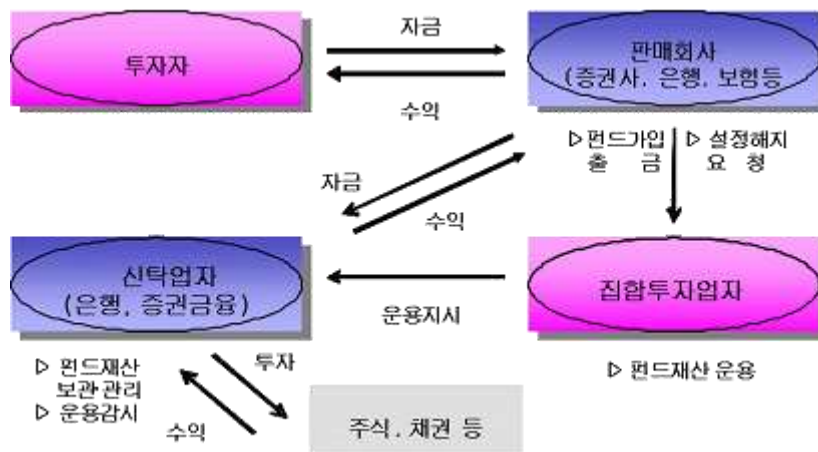 자금
투자자
판매회사
(증권사, 은행, 보험등
수익
▷펀드가입
출 금
▷ 설정해지
요 청
자금
수익
신탁업자
(은행, 증권금융)
집합투자업자
운용지시
▷ 펀드재산
보관·관리
▷ 운용감시
투자
수익
▷ 펀드재산 운용
주식, 채권 등